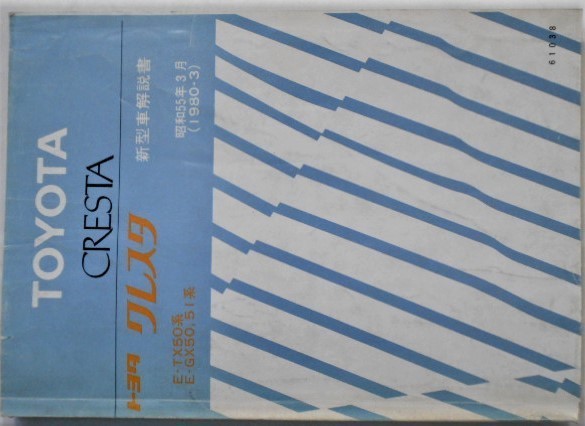 TOYOTA
CRESTA
トヨタ クレスタ
新型車解説書
E-TX50系
E-GX50,51系
昭和55年3月
(1980-3)
61038